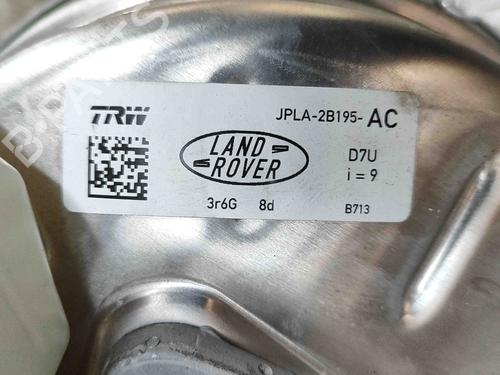 TRW
JPLA-2B195-AC
LAND
ROVER
D7U
i = 9
3r6G 8d
B713